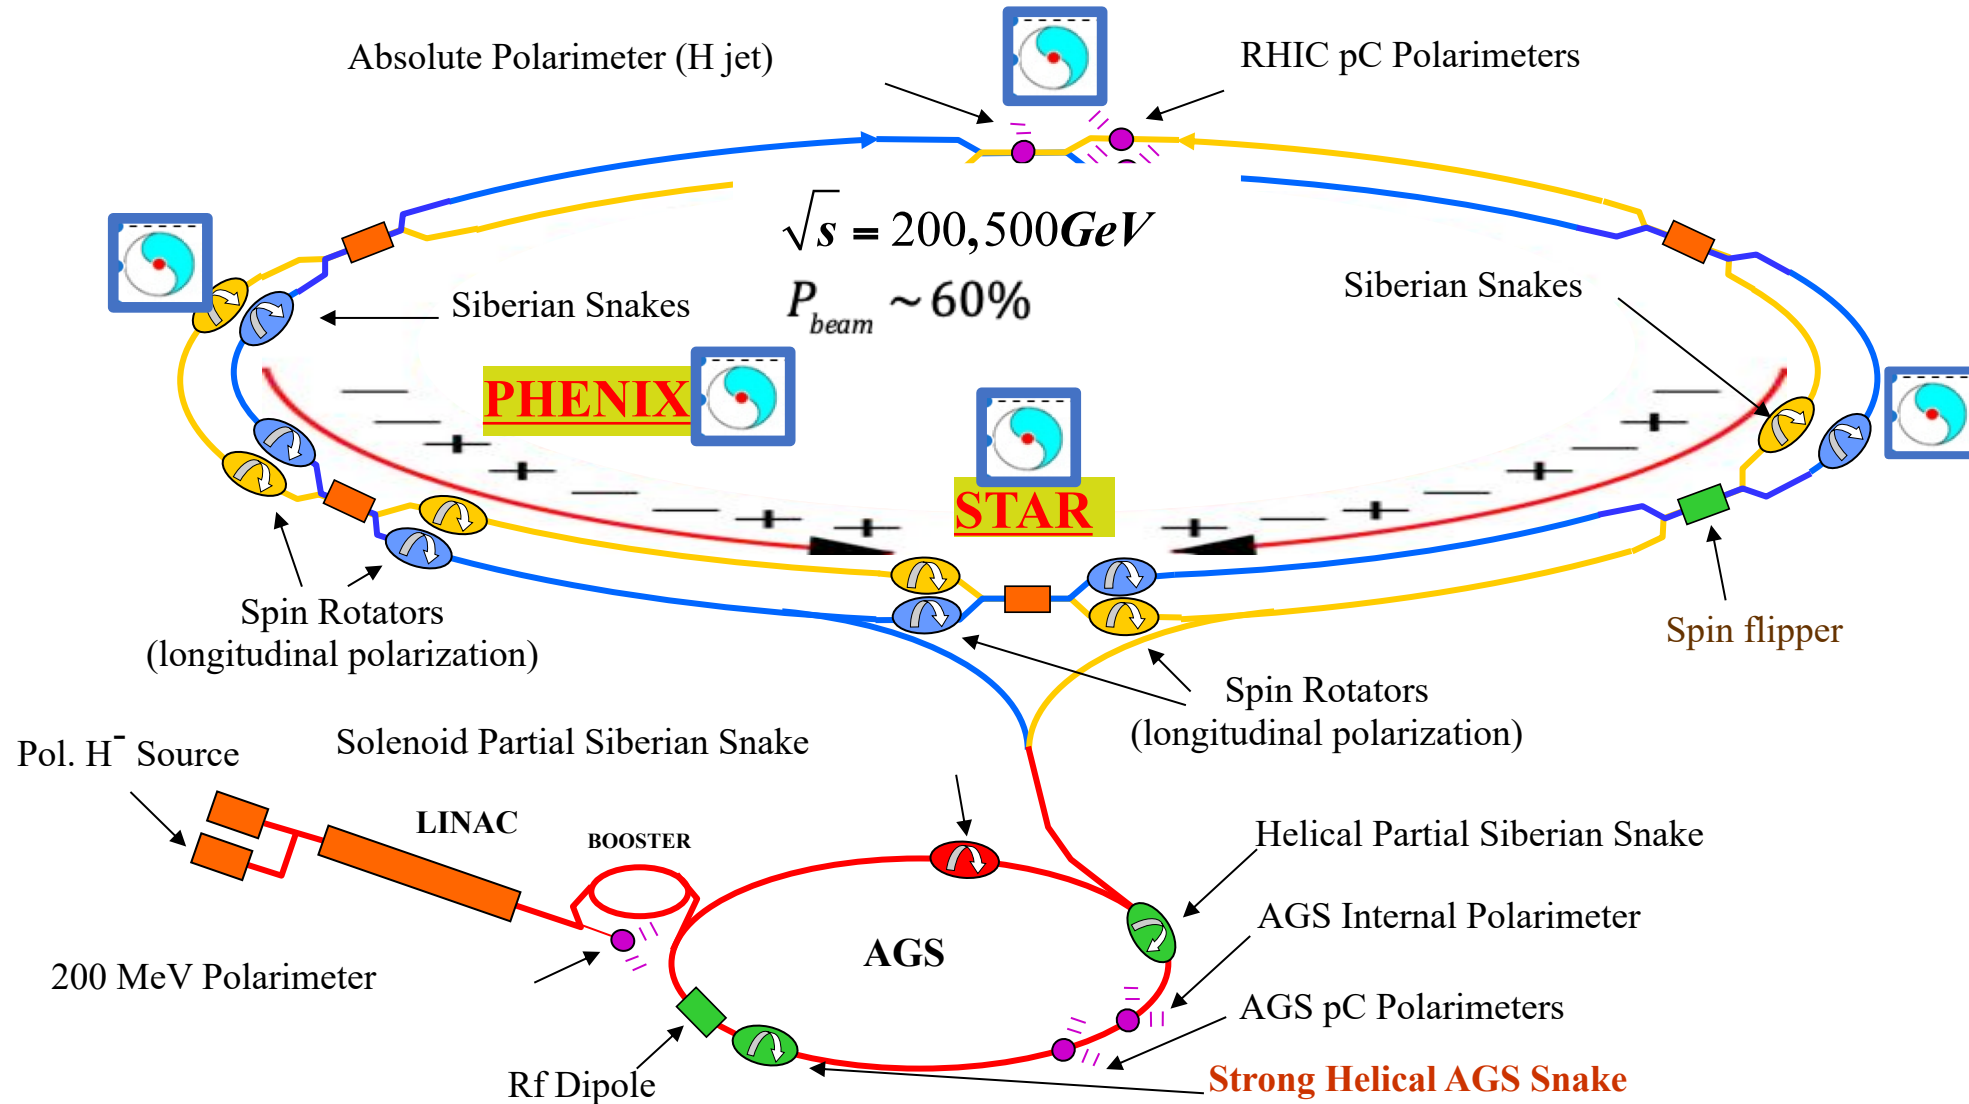 Absolute Polarimeter (H jet)
RHIC pC Polarimeters
√s = 200,500GeV
P_beam ~60%
Siberian Snakes
Siberian Snakes
PHENIX
STAR
Spin Rotators
(longitudinal polarization)
Spin flipper
Spin Rotators
(longitudinal polarization)
Solenoid Partial Siberian Snake
Pol. H⁻ Source
LINAC
BOOSTER
Helical Partial Siberian Snake
AGS Internal Polarimeter
AGS
200 MeV Polarimeter
AGS pC Polarimeters
Rf Dipole
Strong Helical AGS Snake